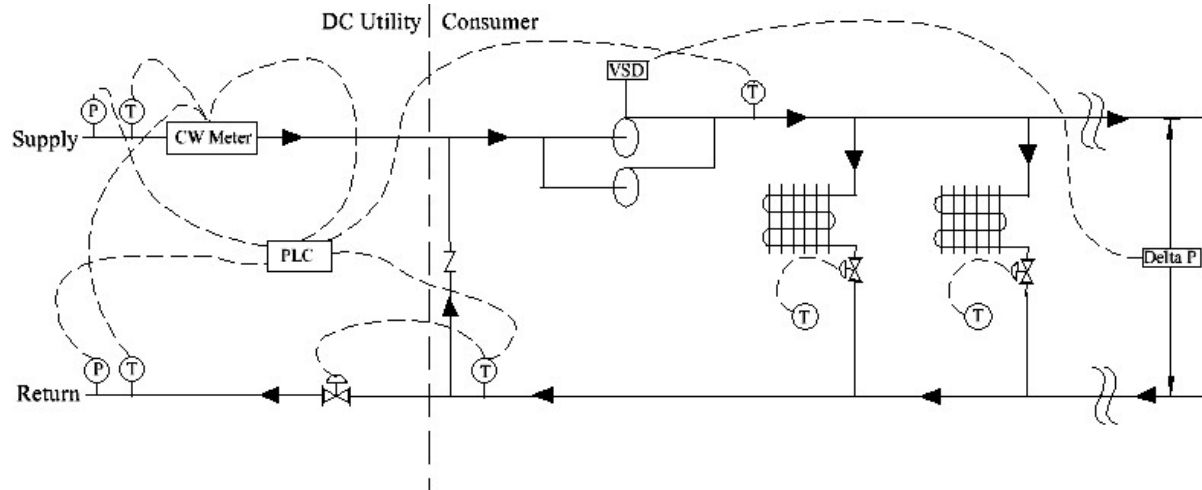 DC Utility Consumer
VSD
P T T
Supply CW Meter
PLC Delta P
T T
P T T
Return